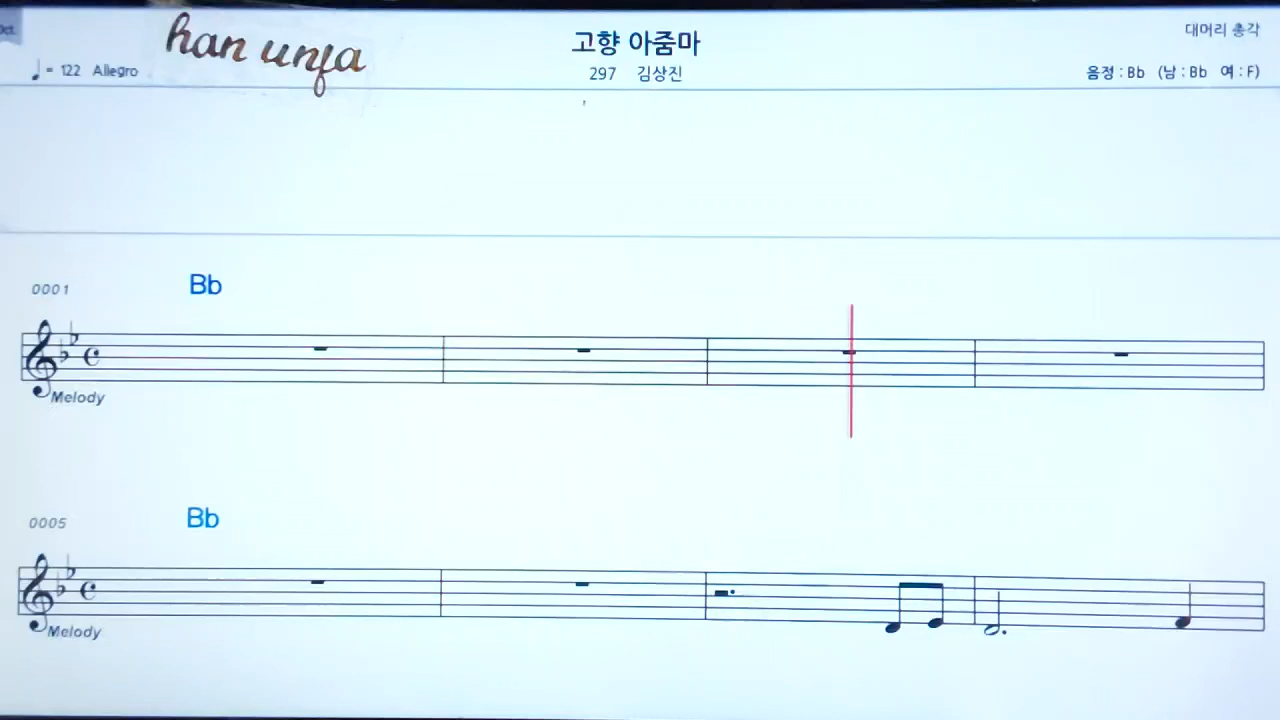 han unja
고향 아줌마
대머리 총각
♩= 122 Allegro
297 김상진
음정 : Bb (남 : Bb 여 : F)
0001 Bb
Melody
0005 Bb
Melody